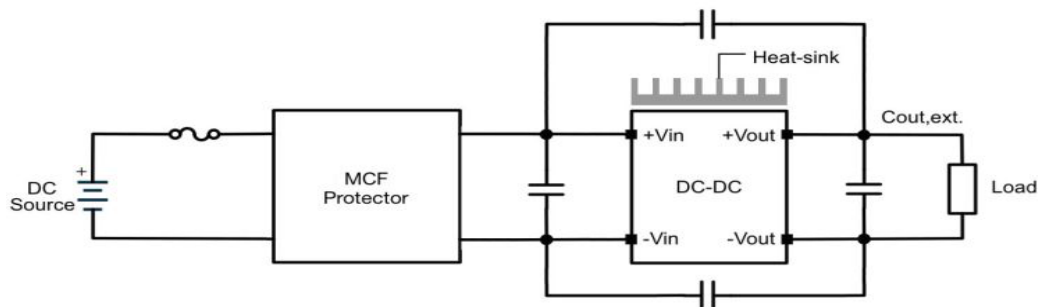 Heat-sink
+
DC
Source
MCF
Protector
+Vin
+Vout
DC-DC
-Vin
-Vout
Cout,ext.
Load